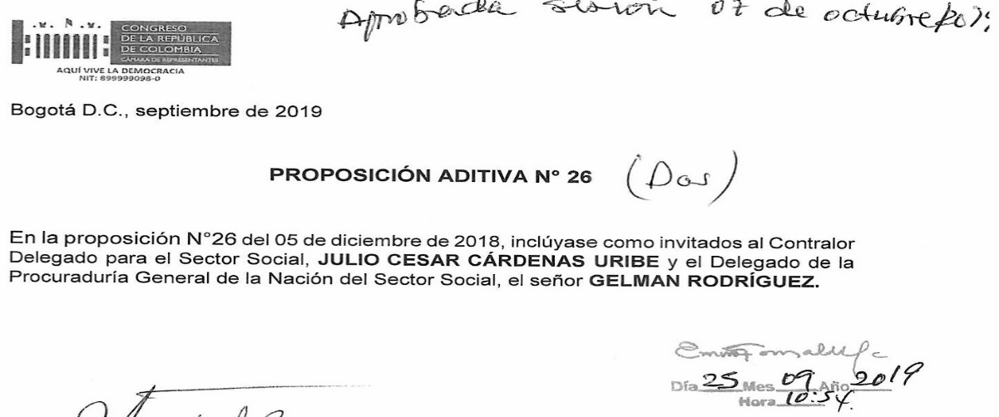 Aprobada sesión 07 de octubre/2019
CONGRESO
DE LA REPÚBLICA
DE COLOMBIA
CÁMARA DE REPRESENTANTES
AQUÍ VIVE LA DEMOCRACIA
NIT: 899999098-0
Bogotá D.C., septiembre de 2019
PROPOSICIÓN ADITIVA N° 26 (Dos)
En la proposición N°26 del 05 de diciembre de 2018, inclúyase como invitados al Contralor
Delegado para el Sector Social, JULIO CESAR CÁRDENAS URIBE y el Delegado de la
Procuraduría General de la Nación del Sector Social, el señor GELMAN RODRÍGUEZ.
Día 25 Mes 09 Año 2019
Hora 10:54